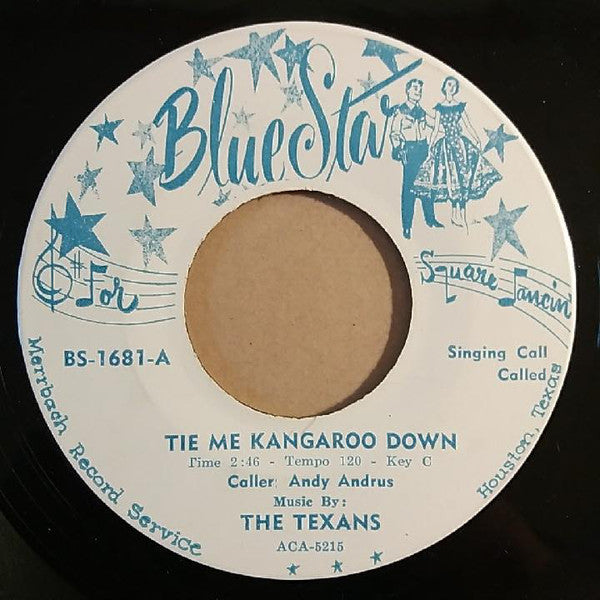 Blue Star
For Square Dancin'
BS-1681-A
Singing Call
Called
TIE ME KANGAROO DOWN
Time 2:46 - Tempo 120 - Key C
Caller: Andy Andrus
Music By:
THE TEXANS
ACA-5215
Merrbach Record Service
Houston, Texas